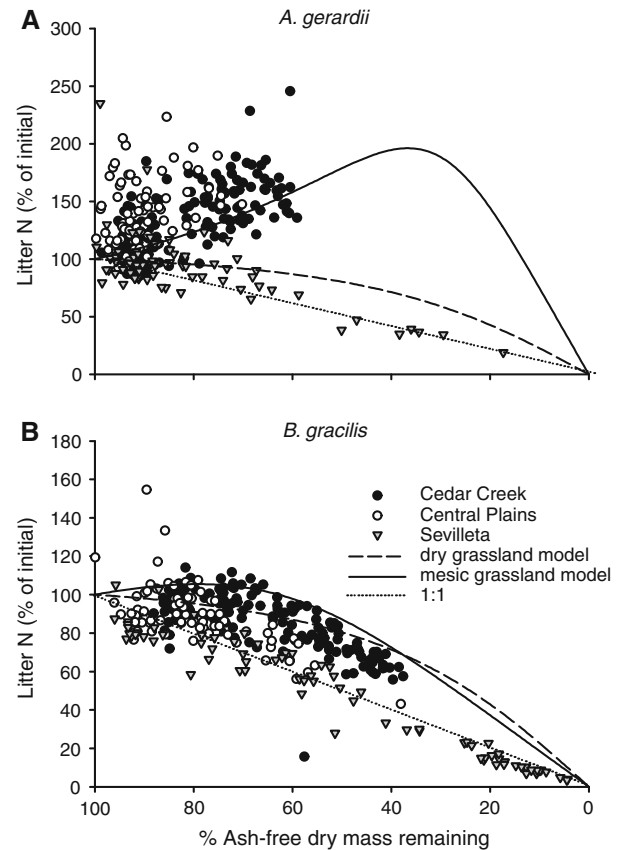 A
A. gerardii
300
250
200
150
100
50
0
Litter N (% of initial)
B
B. gracilis
180
160
140
120
100
80
60
40
20
0
Litter N (% of initial)
Cedar Creek
Central Plains
Sevilleta
dry grassland model
mesic grassland model
1:1
100 80 60 40 20 0
% Ash-free dry mass remaining